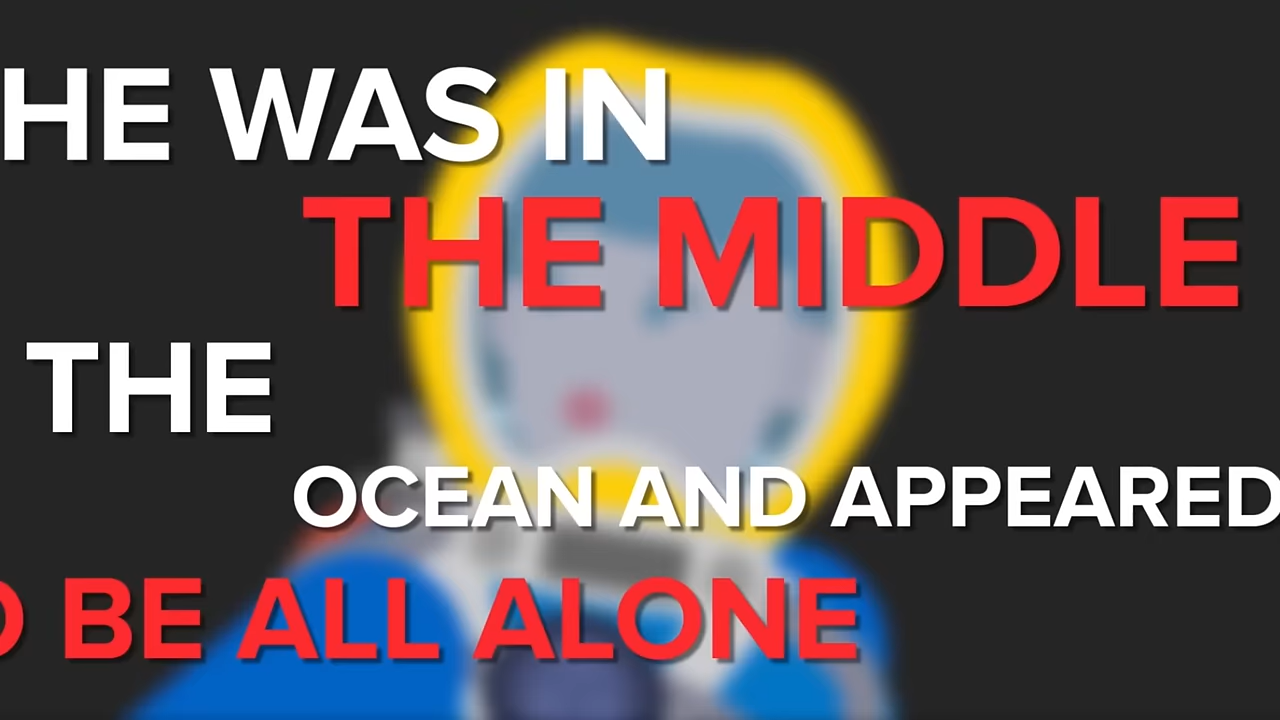 HE WAS IN
THE MIDDLE
THE
OCEAN AND APPEARED
BE ALL ALONE